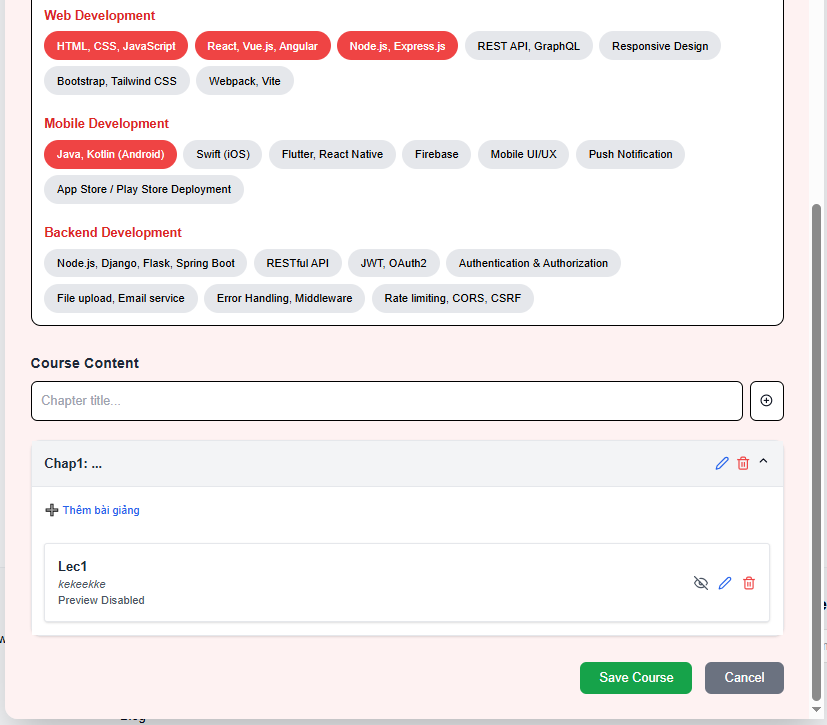 Web Development
HTML, CSS, JavaScript React, Vue.js, Angular Node.js, Express.js REST API, GraphQL Responsive Design
Bootstrap, Tailwind CSS Webpack, Vite
Mobile Development
Java, Kotlin (Android) Swift (iOS) Flutter, React Native Firebase Mobile UI/UX Push Notification
App Store / Play Store Deployment
Backend Development
Node.js, Django, Flask, Spring Boot RESTful API JWT, OAuth2 Authentication & Authorization
File upload, Email service Error Handling, Middleware Rate limiting, CORS, CSRF
Course Content
Chapter title...
Chap1: ...
Thêm bài giảng
Lec1
kekeekke
Preview Disabled
Save Course Cancel